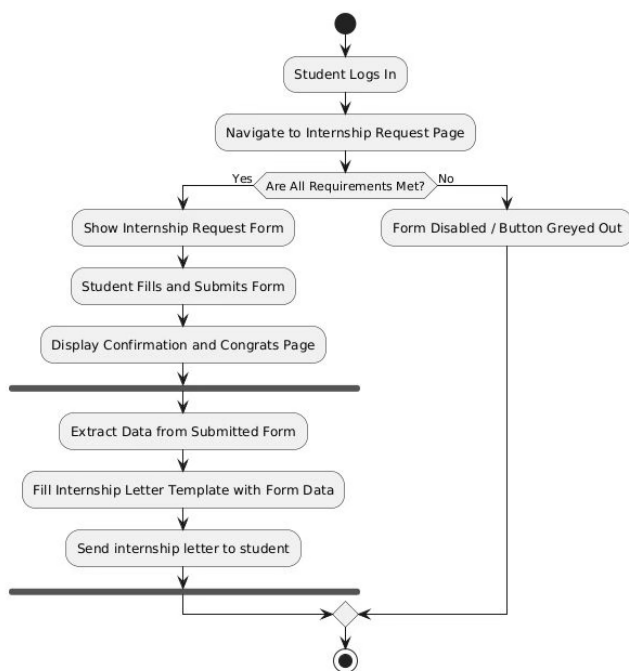 Student Logs In
Navigate to Internship Request Page
Yes
Are All Requirements Met?
No
Show Internship Request Form
Form Disabled / Button Greyed Out
Student Fills and Submits Form
Display Confirmation and Congrats Page
Extract Data from Submitted Form
Fill Internship Letter Template with Form Data
Send internship letter to student